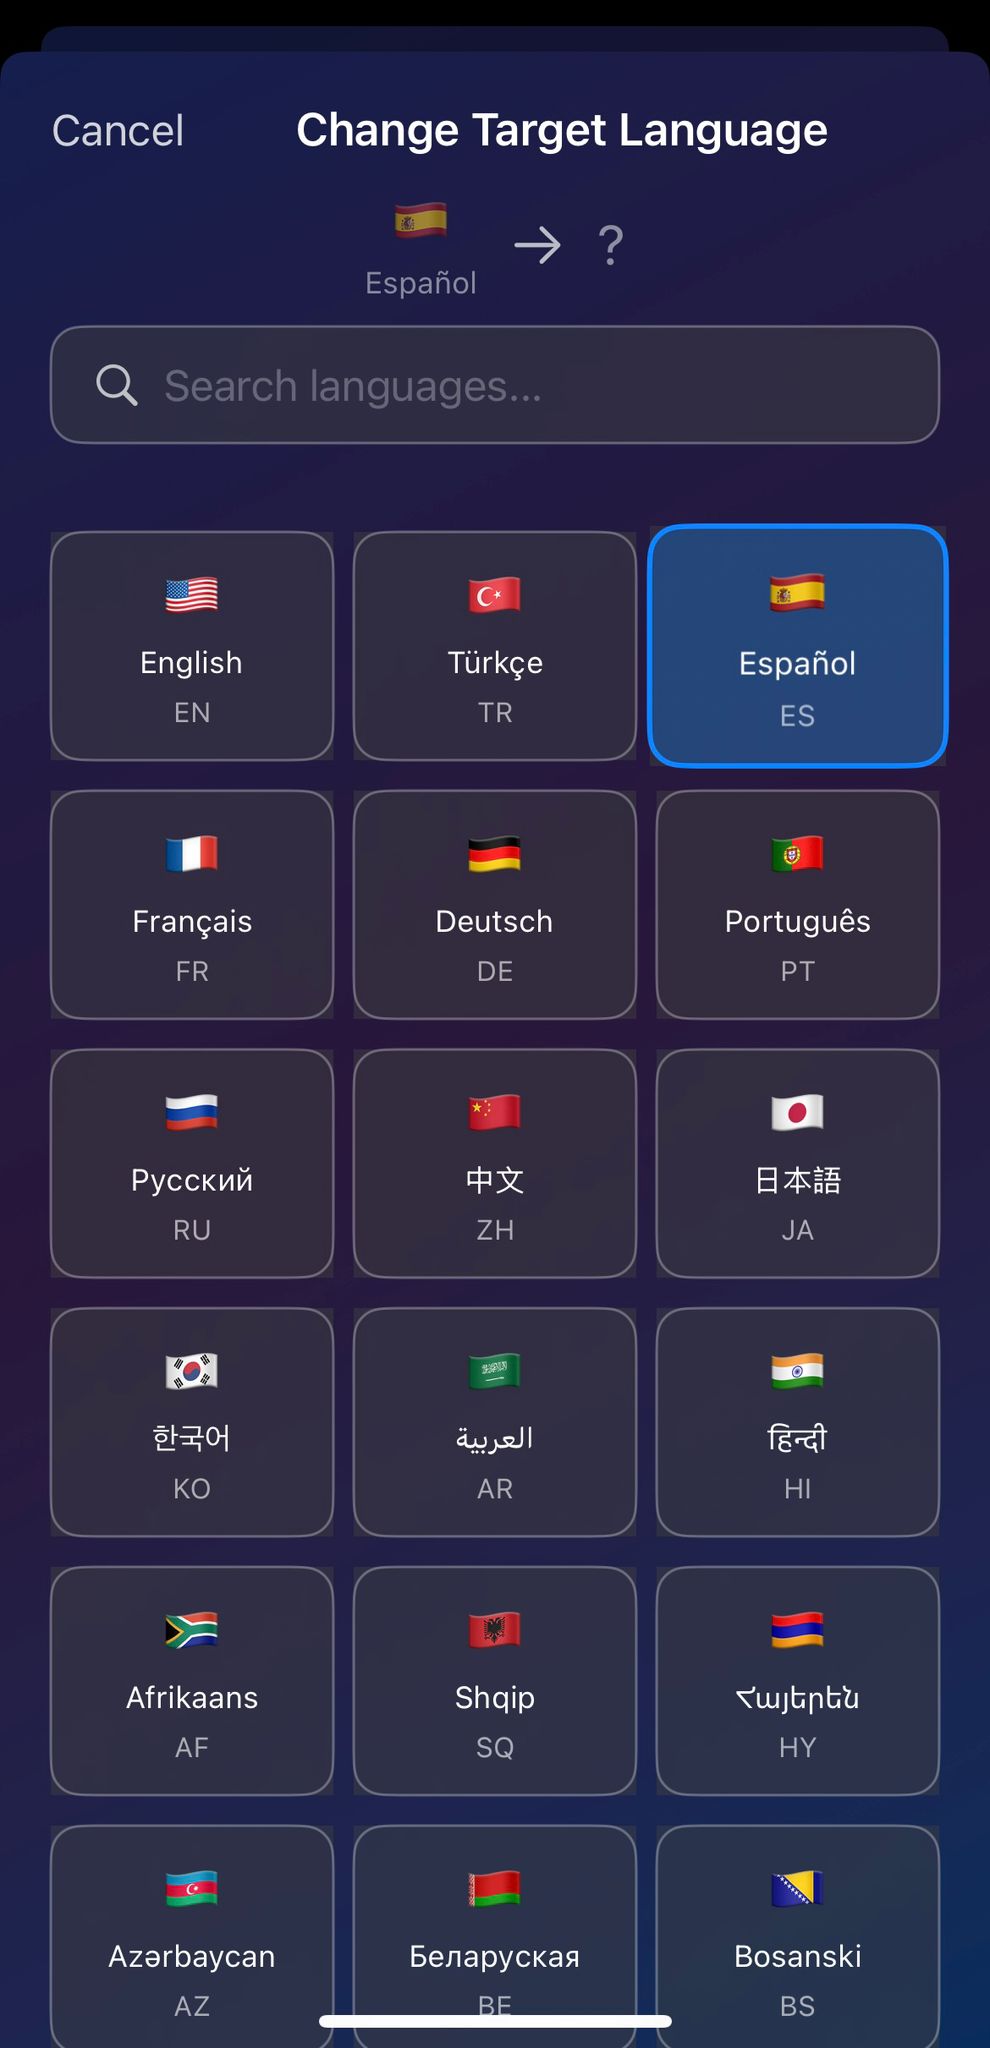 Cancel
Change Target Language
Español
→ ?
Search languages...
English
EN
Türkçe
TR
Español
ES
Français
FR
Deutsch
DE
Português
PT
Русский
RU
中文
ZH
日本語
JA
한국어
KO
العربية
AR
हिन्दी
HI
Afrikaans
AF
Shqip
SQ
Հայերեն
HY
Azərbaycan
AZ
Беларуская
BE
Bosanski
BS